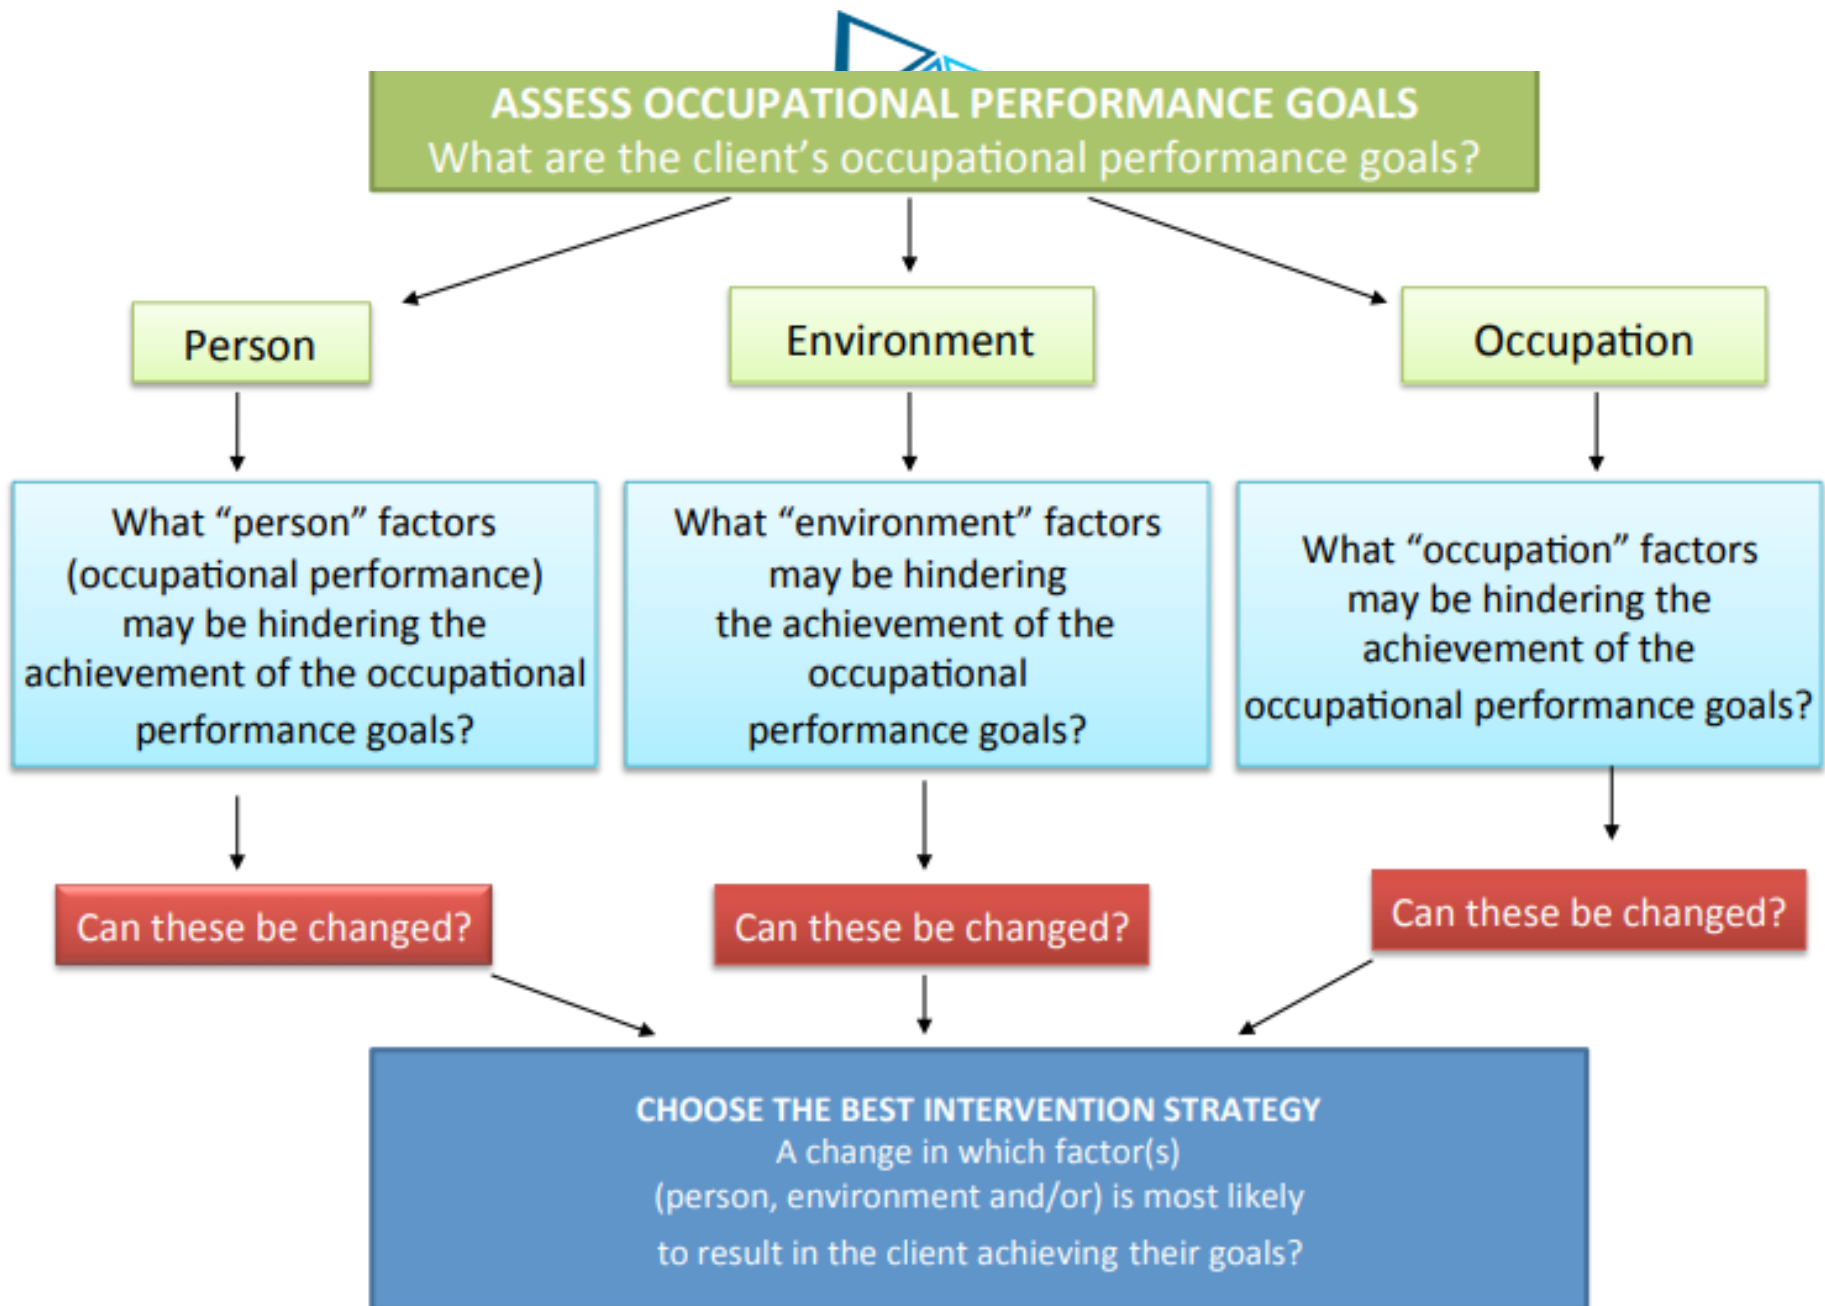 ASSESS OCCUPATIONAL PERFORMANCE GOALS
What are the client’s occupational performance goals?
Person
Environment
Occupation
What “person” factors
(occupational performance)
may be hindering the
achievement of the occupational
performance goals?
What “environment” factors
may be hindering
the achievement of the
occupational
performance goals?
What “occupation” factors
may be hindering the
achievement of the
occupational performance goals?
Can these be changed?
Can these be changed?
Can these be changed?
CHOOSE THE BEST INTERVENTION STRATEGY
A change in which factor(s)
(person, environment and/or) is most likely
to result in the client achieving their goals?